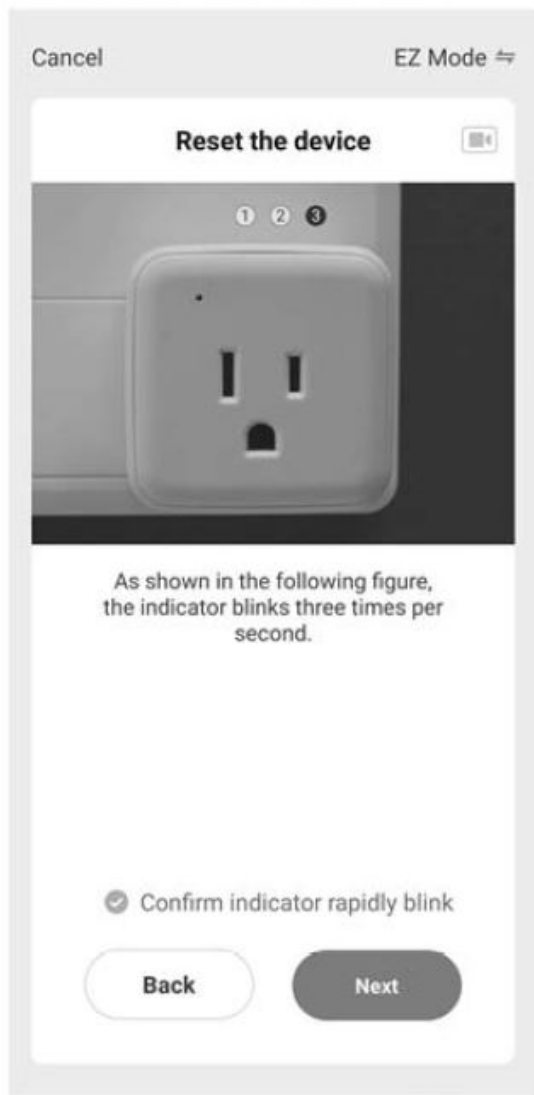 Cancel
EZ Mode ⇋
Reset the device
1 2 3
As shown in the following figure,
the indicator blinks three times per
second.
Confirm indicator rapidly blink
Back
Next